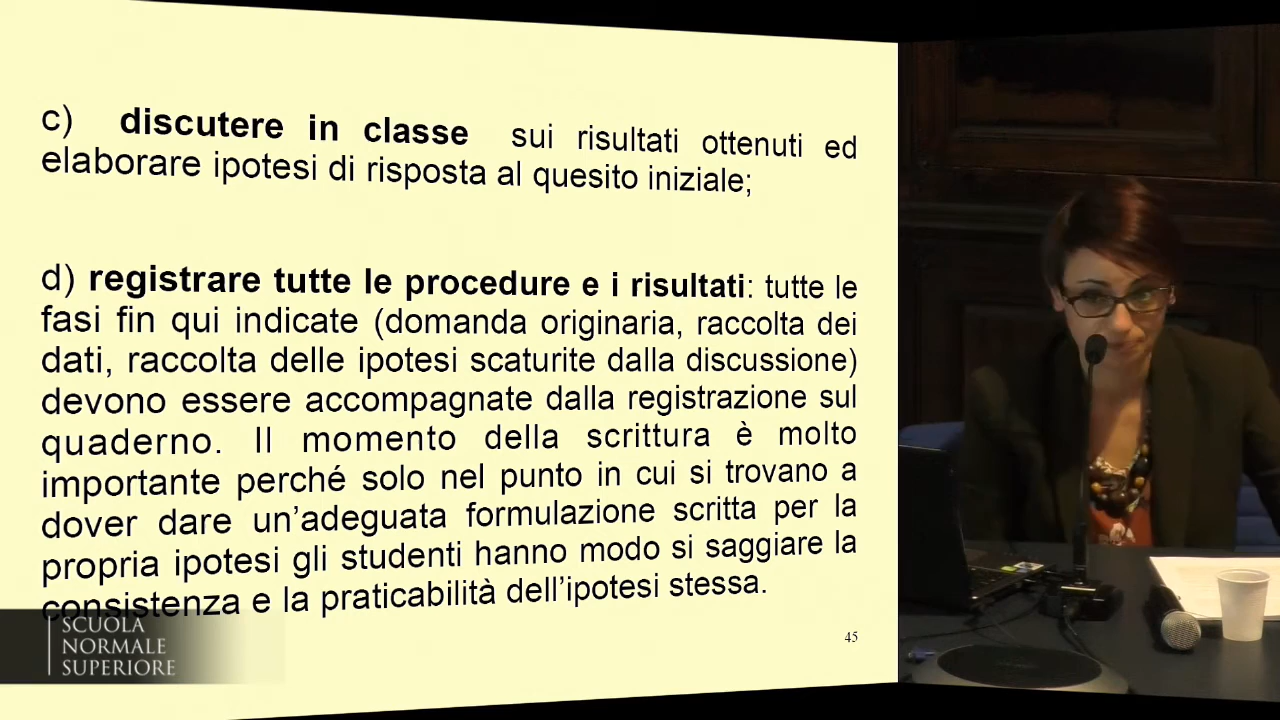 c) discutere in classe sui risultati ottenuti ed
elaborare ipotesi di risposta al quesito iniziale;
d) registrare tutte le procedure e i risultati: tutte le
fasi fin qui indicate (domanda originaria, raccolta dei
dati, raccolta delle ipotesi scaturite dalla discussione)
devono essere accompagnate dalla registrazione sul
quaderno. Il momento della scrittura è molto
importante perché solo nel punto in cui si trovano a
dover dare un’adeguata formulazione scritta per la
propria ipotesi gli studenti hanno modo si saggiare la
consistenza e la praticabilità dell’ipotesi stessa.
45
SCUOLA
NORMALE
SUPERIORE